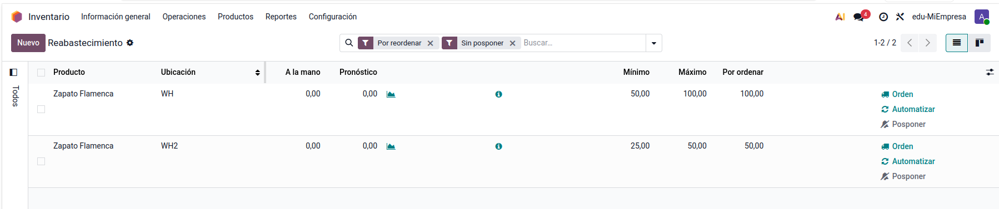 Inventario Información general Operaciones Productos Reportes Configuración AI 4 edu-MiEmpresa A
Nuevo Reabastecimiento Por reordenar Sin posponer Buscar... 1-2 / 2
Todos
Producto Ubicación A la mano Pronóstico Mínimo Máximo Por ordenar
Zapato Flamenca WH 0,00 0,00 50,00 100,00 100,00 Orden
Automatizar
Posponer
Zapato Flamenca WH2 0,00 0,00 25,00 50,00 50,00 Orden
Automatizar
Posponer